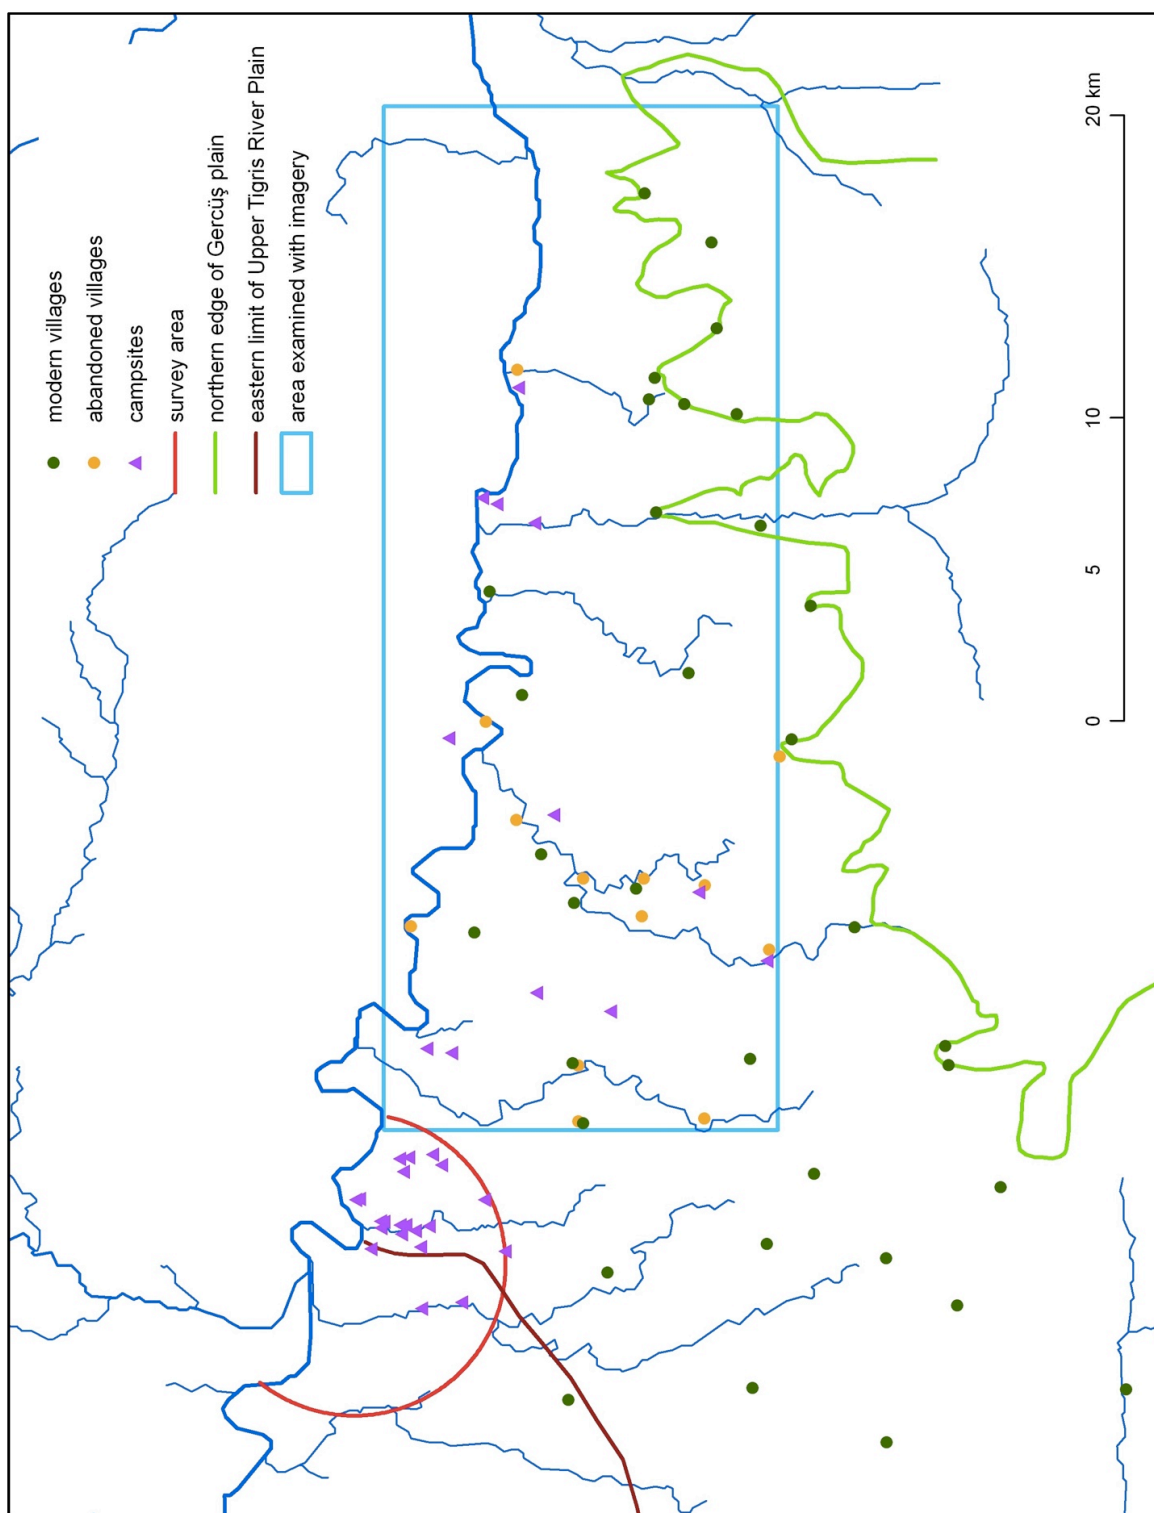 modern villages
abandoned villages
campsites
survey area
northern edge of Gercüş plain
eastern limit of Upper Tigris River Plain
area examined with imagery
0 5 10 20 km